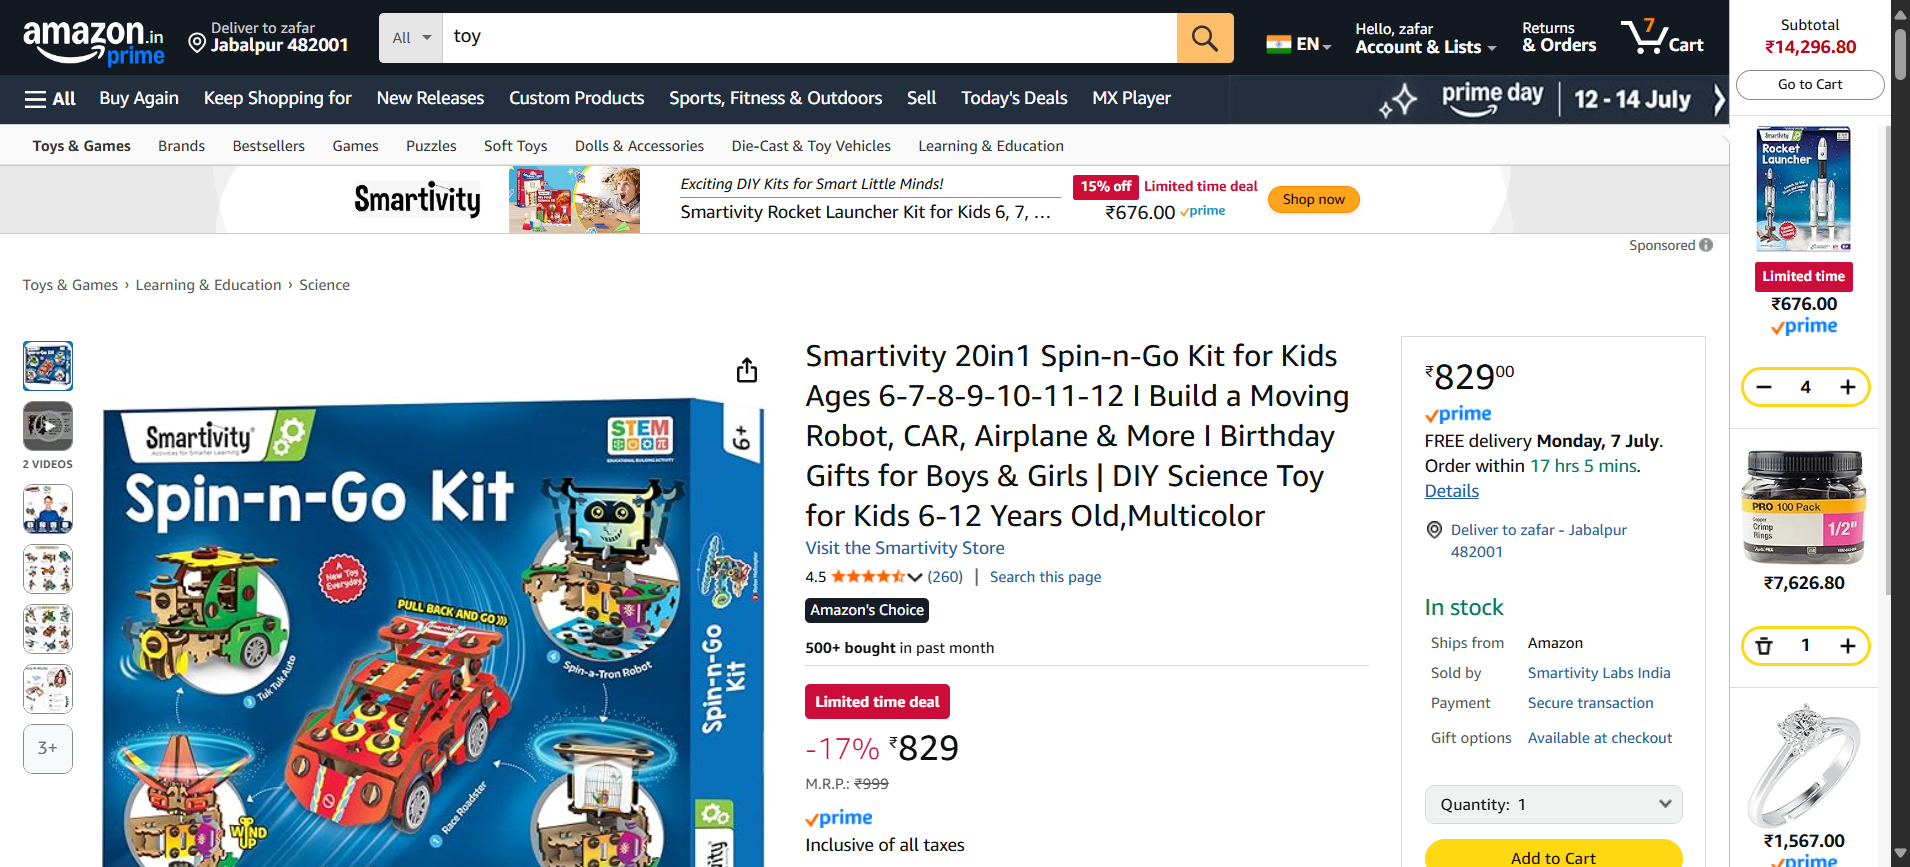 amazon.in
prime
Deliver to zafar
Jabalpur 482001
All
toy
EN
Hello, zafar
Account & Lists
Returns
& Orders
7
Cart
All
Buy Again
Keep Shopping for
New Releases
Custom Products
Sports, Fitness & Outdoors
Sell
Today's Deals
MX Player
prime day
12 - 14 July
Toys & Games
Brands
Bestsellers
Games
Puzzles
Soft Toys
Dolls & Accessories
Die-Cast & Toy Vehicles
Learning & Education
Smartivity
Exciting DIY Kits for Smart Little Minds!
Smartivity Rocket Launcher Kit for Kids 6, 7, ...
15% off Limited time deal
₹676.00 prime
Shop now
Sponsored
Toys & Games › Learning & Education › Science
2 VIDEOS
3+
Smartivity
Activities for Smarter Learning
STEM
EDUCATIONAL BUILDING ACTIVITY
6+
Spin-n-Go Kit
A New Toy Everyday
PULL BACK AND GO
3 Tuk Tuk Auto
Spin-a-Tron Robot
1 Race Roadster
WIND UP
Spin-n-Go Kit
Smartivity 20in1 Spin-n-Go Kit for Kids
Ages 6-7-8-9-10-11-12 I Build a Moving
Robot, CAR, Airplane & More I Birthday
Gifts for Boys & Girls | DIY Science Toy
for Kids 6-12 Years Old,Multicolor
Visit the Smartivity Store
4.5 (260) | Search this page
Amazon's Choice
500+ bought in past month
Limited time deal
-17% ₹829
M.R.P.: ₹999
prime
Inclusive of all taxes
₹82900
prime
FREE delivery Monday, 7 July.
Order within 17 hrs 5 mins.
Details
Deliver to zafar - Jabalpur
482001
In stock
Ships from Amazon
Sold by Smartivity Labs India
Payment Secure transaction
Gift options Available at checkout
Quantity: 1
Add to Cart
Subtotal
₹14,296.80
Go to Cart
Smartivity
Rocket
Launcher
Limited time
₹676.00
prime
4
PRO 100 Pack
Copper
Crimp
Rings
1/2"
₹7,626.80
1
₹1,567.00
prime